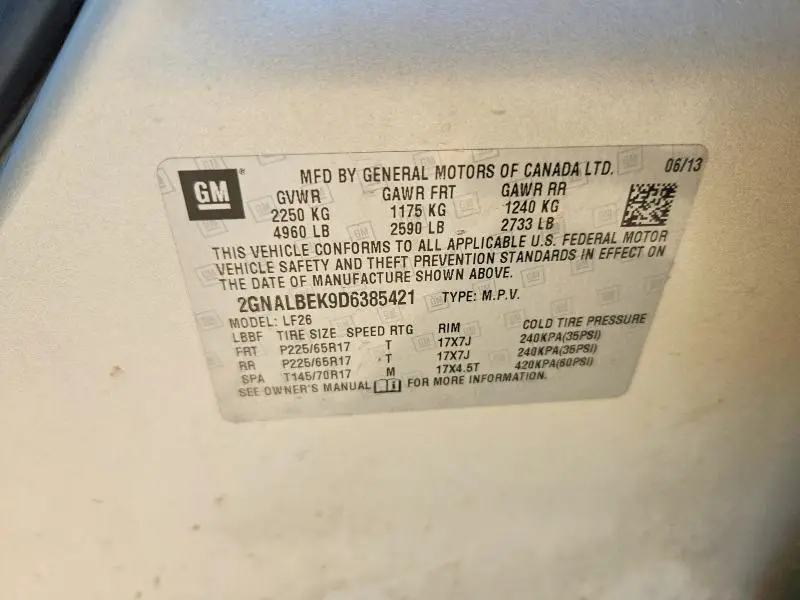 GM
MFD BY GENERAL MOTORS OF CANADA LTD. 06/13
GVWR GAWR FRT GAWR RR
2250 KG 1175 KG 1240 KG
4960 LB 2590 LB 2733 LB
THIS VEHICLE CONFORMS TO ALL APPLICABLE U.S. FEDERAL MOTOR
VEHICLE SAFETY AND THEFT PREVENTION STANDARDS IN EFFECT ON
THE DATE OF MANUFACTURE SHOWN ABOVE.
2GNALBEK9D6385421 TYPE: M.P.V.
MODEL: LF26
LBBF TIRE SIZE SPEED RTG RIM COLD TIRE PRESSURE
FRT P225/65R17 T 17X7J 240KPA(35PSI)
RR P225/65R17 T 17X7J 240KPA(35PSI)
SPA T145/70R17 M 17X4.5T 420KPA(60PSI)
SEE OWNER'S MANUAL FOR MORE INFORMATION.